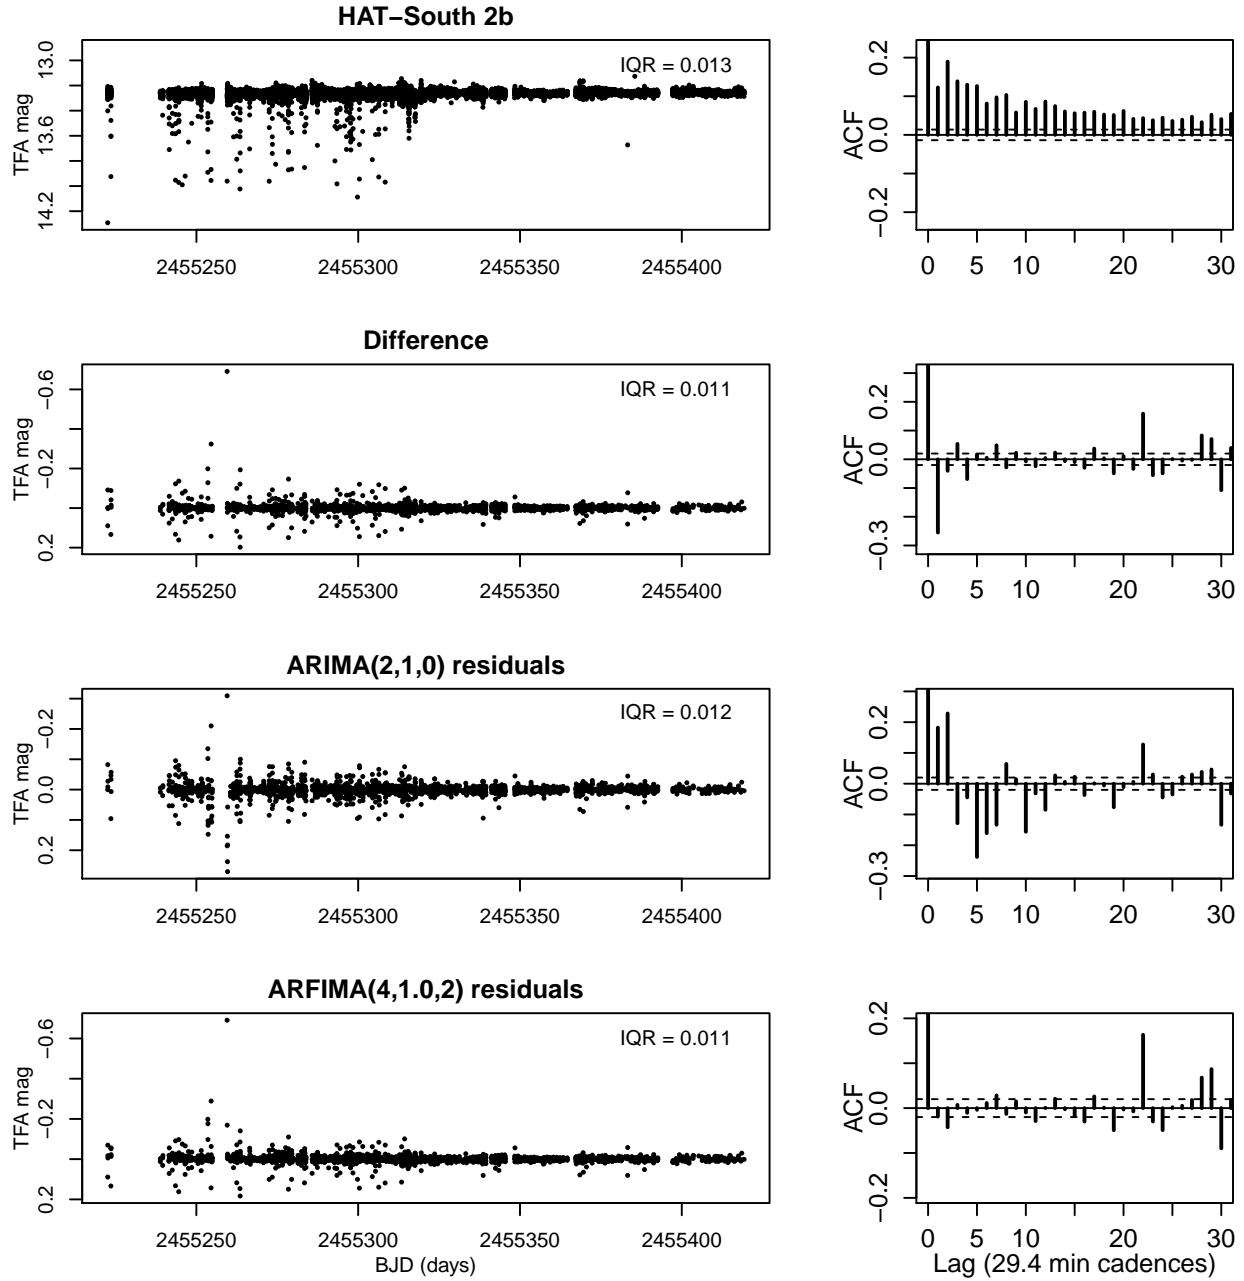 HAT−South 2b
IQR = 0.013
TFA mag
13.0
13.6
14.2
2455250 2455300 2455350 2455400
ACF
0.2
0.0
−0.2
0 5 10 20 30
Difference
IQR = 0.011
TFA mag
−0.6
−0.2
0.2
2455250 2455300 2455350 2455400
ACF
0.2
0.0
−0.3
0 5 10 20 30
ARIMA(2,1,0) residuals
IQR = 0.012
TFA mag
−0.2
0.0
0.2
2455250 2455300 2455350 2455400
ACF
0.2
0.0
−0.3
0 5 10 20 30
ARFIMA(4,1.0,2) residuals
IQR = 0.011
TFA mag
−0.6
−0.2
0.2
2455250 2455300 2455350 2455400
BJD (days)
ACF
0.2
0.0
−0.2
0 5 10 20 30
Lag (29.4 min cadences)